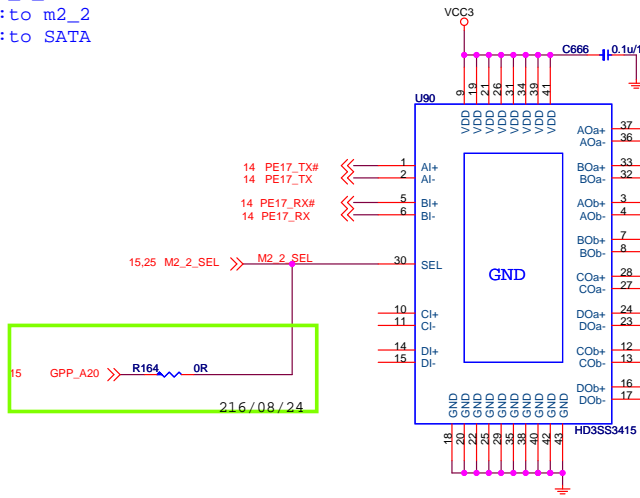 :to m2_2
:to SATA
VCC3
C666
0.1u/1
U90
9
19
21
26
31
34
39
41
VDD VDD VDD VDD VDD VDD VDD VDD
14 PE17_TX# 1 AI+
14 PE17_TX 2 AI-
14 PE17_RX# 5 BI+
14 PE17_RX 6 BI-
15,25 M2_2_SEL M2_2_SEL 30 SEL
10 CI+
11 CI-
14 DI+
15 DI-
GND
AOa+ 37
AOa- 36
BOa+ 33
BOa- 32
AOb+ 3
AOb- 4
BOb+ 7
BOb- 8
COa+ 28
COa- 27
DOa+ 24
DOa- 23
COb+ 12
COb- 13
DOb+ 16
DOb- 17
15 GPP_A20 R164 0R
216/08/24
GND GND GND GND GND GND GND GND GND GND
HD3SS3415
18
20
22
25
29
35
38
40
42
43